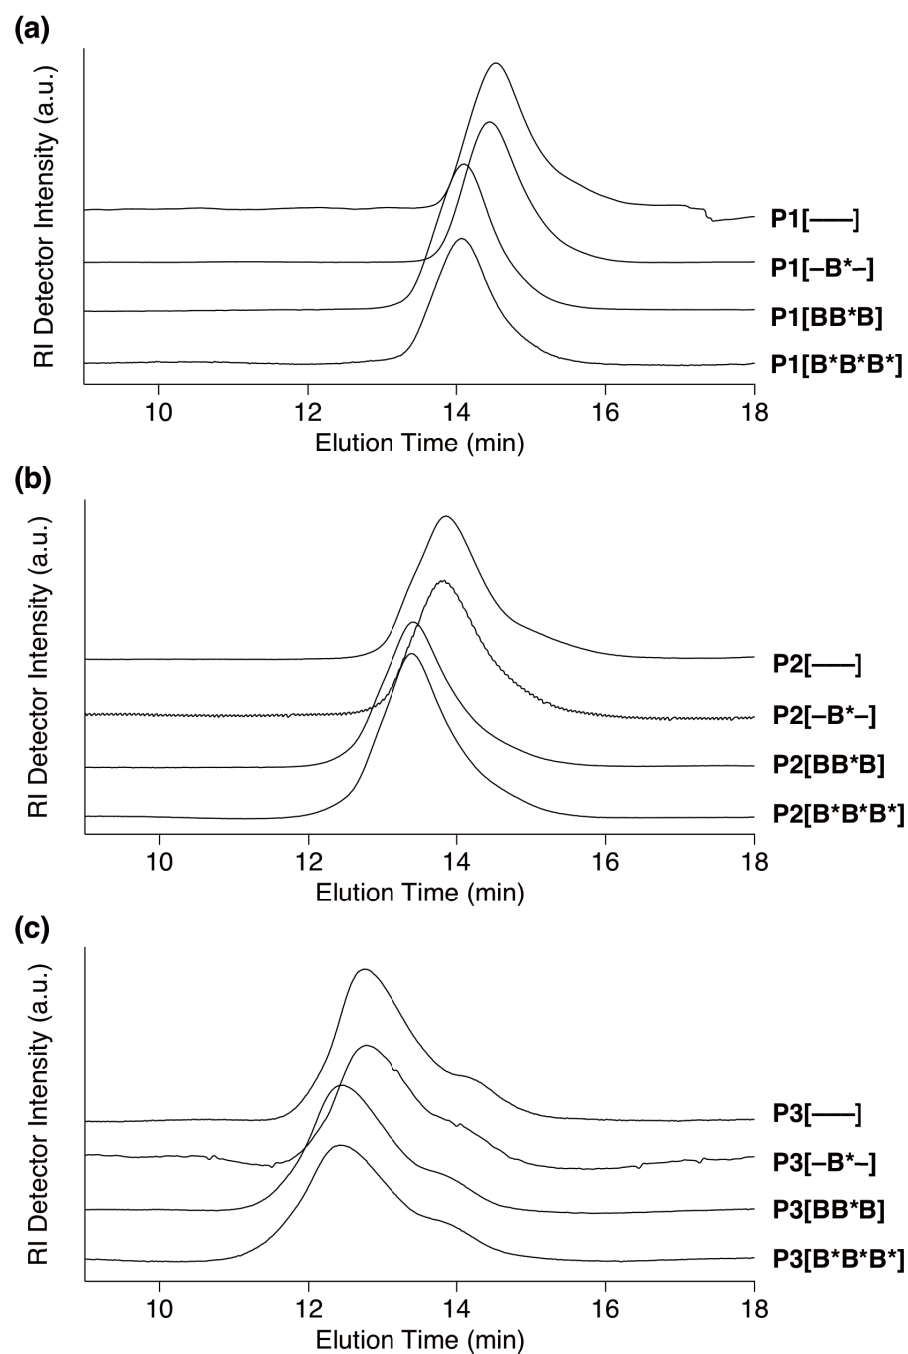 (a)
RI Detector Intensity (a.u.)
P1[——]
P1[–B*–]
P1[BB*B]
P1[B*B*B*]
10 12 14 16 18
Elution Time (min)
(b)
RI Detector Intensity (a.u.)
P2[——]
P2[–B*–]
P2[BB*B]
P2[B*B*B*]
10 12 14 16 18
Elution Time (min)
(c)
RI Detector Intensity (a.u.)
P3[——]
P3[–B*–]
P3[BB*B]
P3[B*B*B*]
10 12 14 16 18
Elution Time (min)